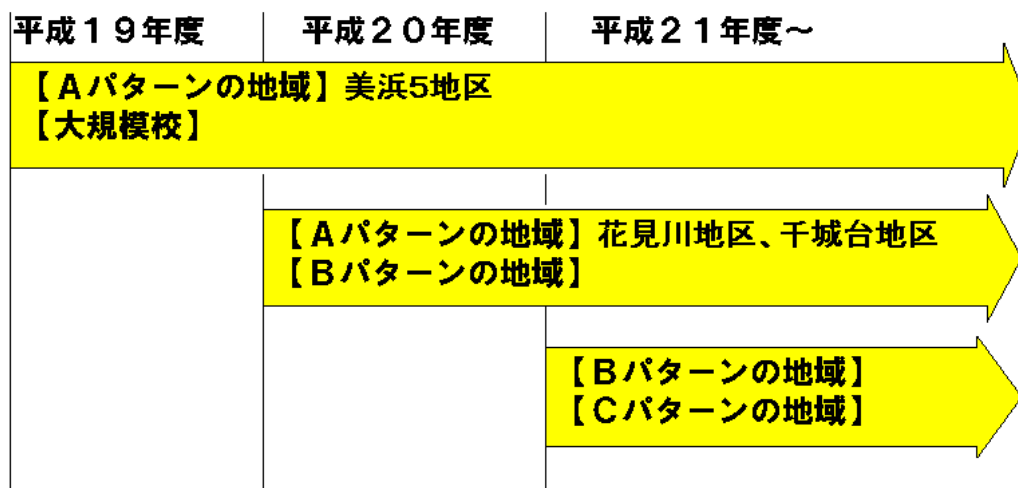 平成１９年度
平成２０年度
平成２１年度～
【Ａパターンの地域】美浜5地区
【大規模校】
【Ａパターンの地域】花見川地区、千城台地区
【Ｂパターンの地域】
【Ｂパターンの地域】
【Ｃパターンの地域】